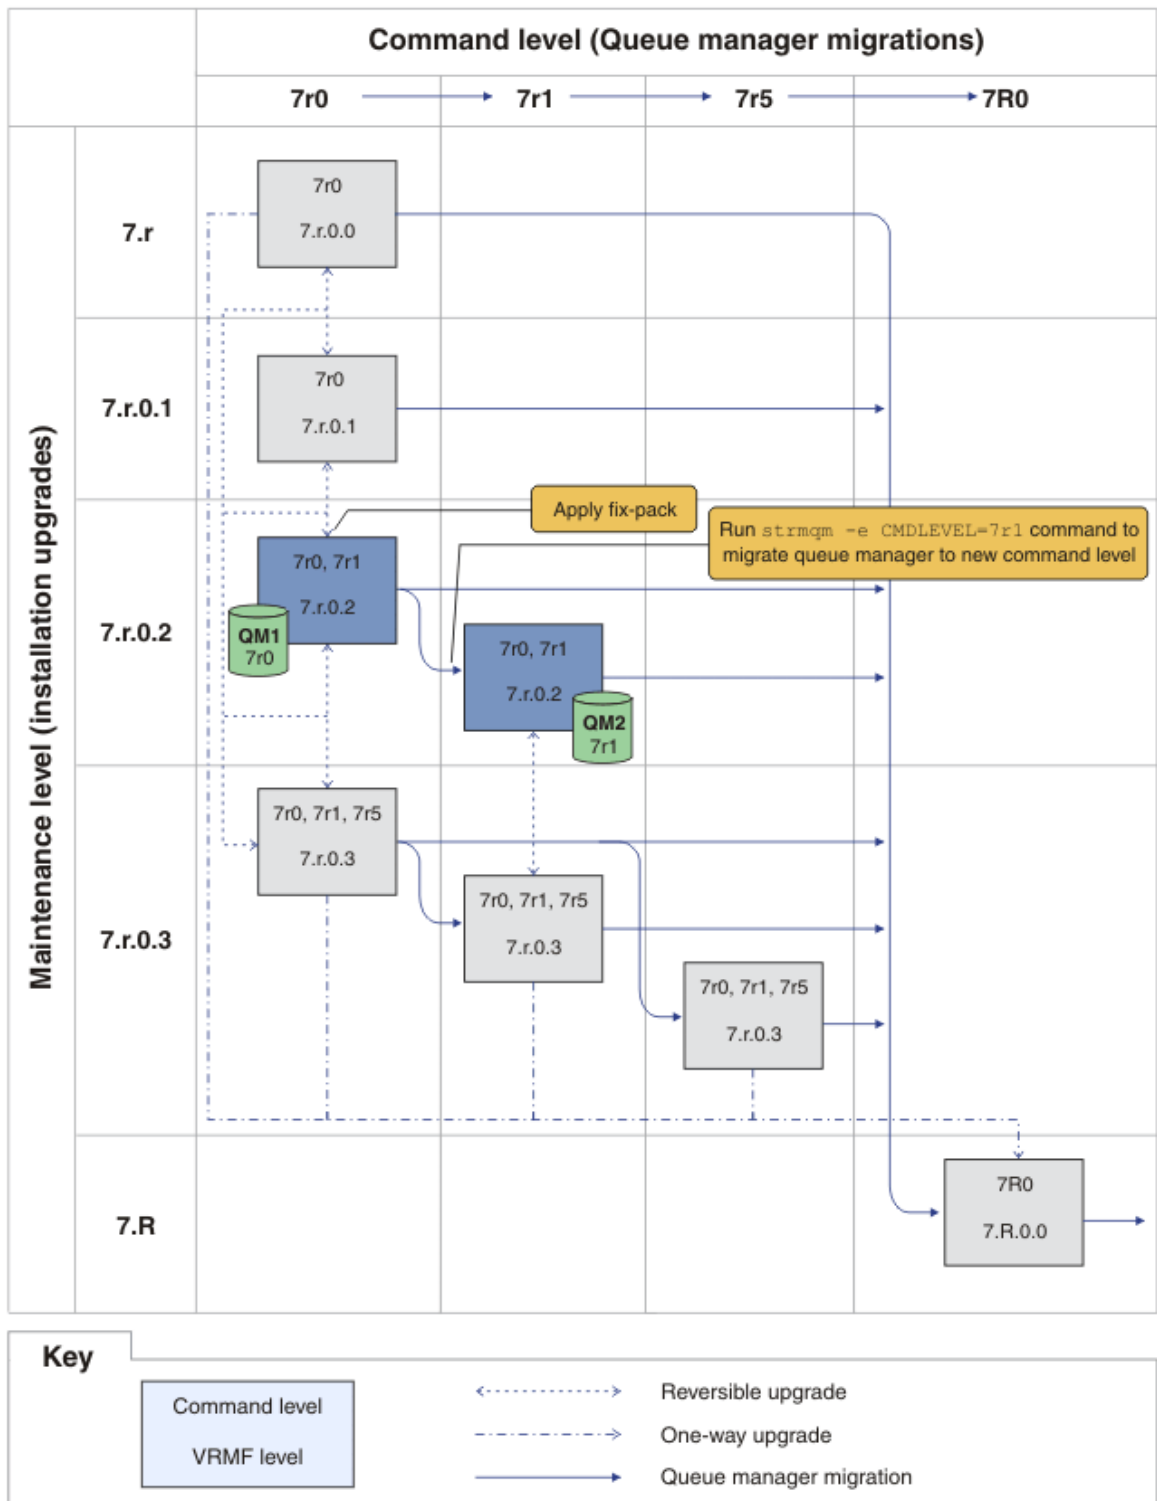 Command level (Queue manager migrations)
7r0
7r1
7r5
7R0
Maintenance level (installation upgrades)
7.r
7r0
7.r.0.0
7.r.0.1
7r0
7.r.0.1
Apply fix-pack
Run strmqm -e CMDLEVEL=7r1 command to
migrate queue manager to new command level
7.r.0.2
7r0, 7r1
7.r.0.2
QM1
7r0
7r0, 7r1
7.r.0.2
QM2
7r1
7.r.0.3
7r0, 7r1, 7r5
7.r.0.3
7r0, 7r1, 7r5
7.r.0.3
7r0, 7r1, 7r5
7.r.0.3
7.R
7R0
7.R.0.0
Key
Command level
VRMF level
Reversible upgrade
One-way upgrade
Queue manager migration